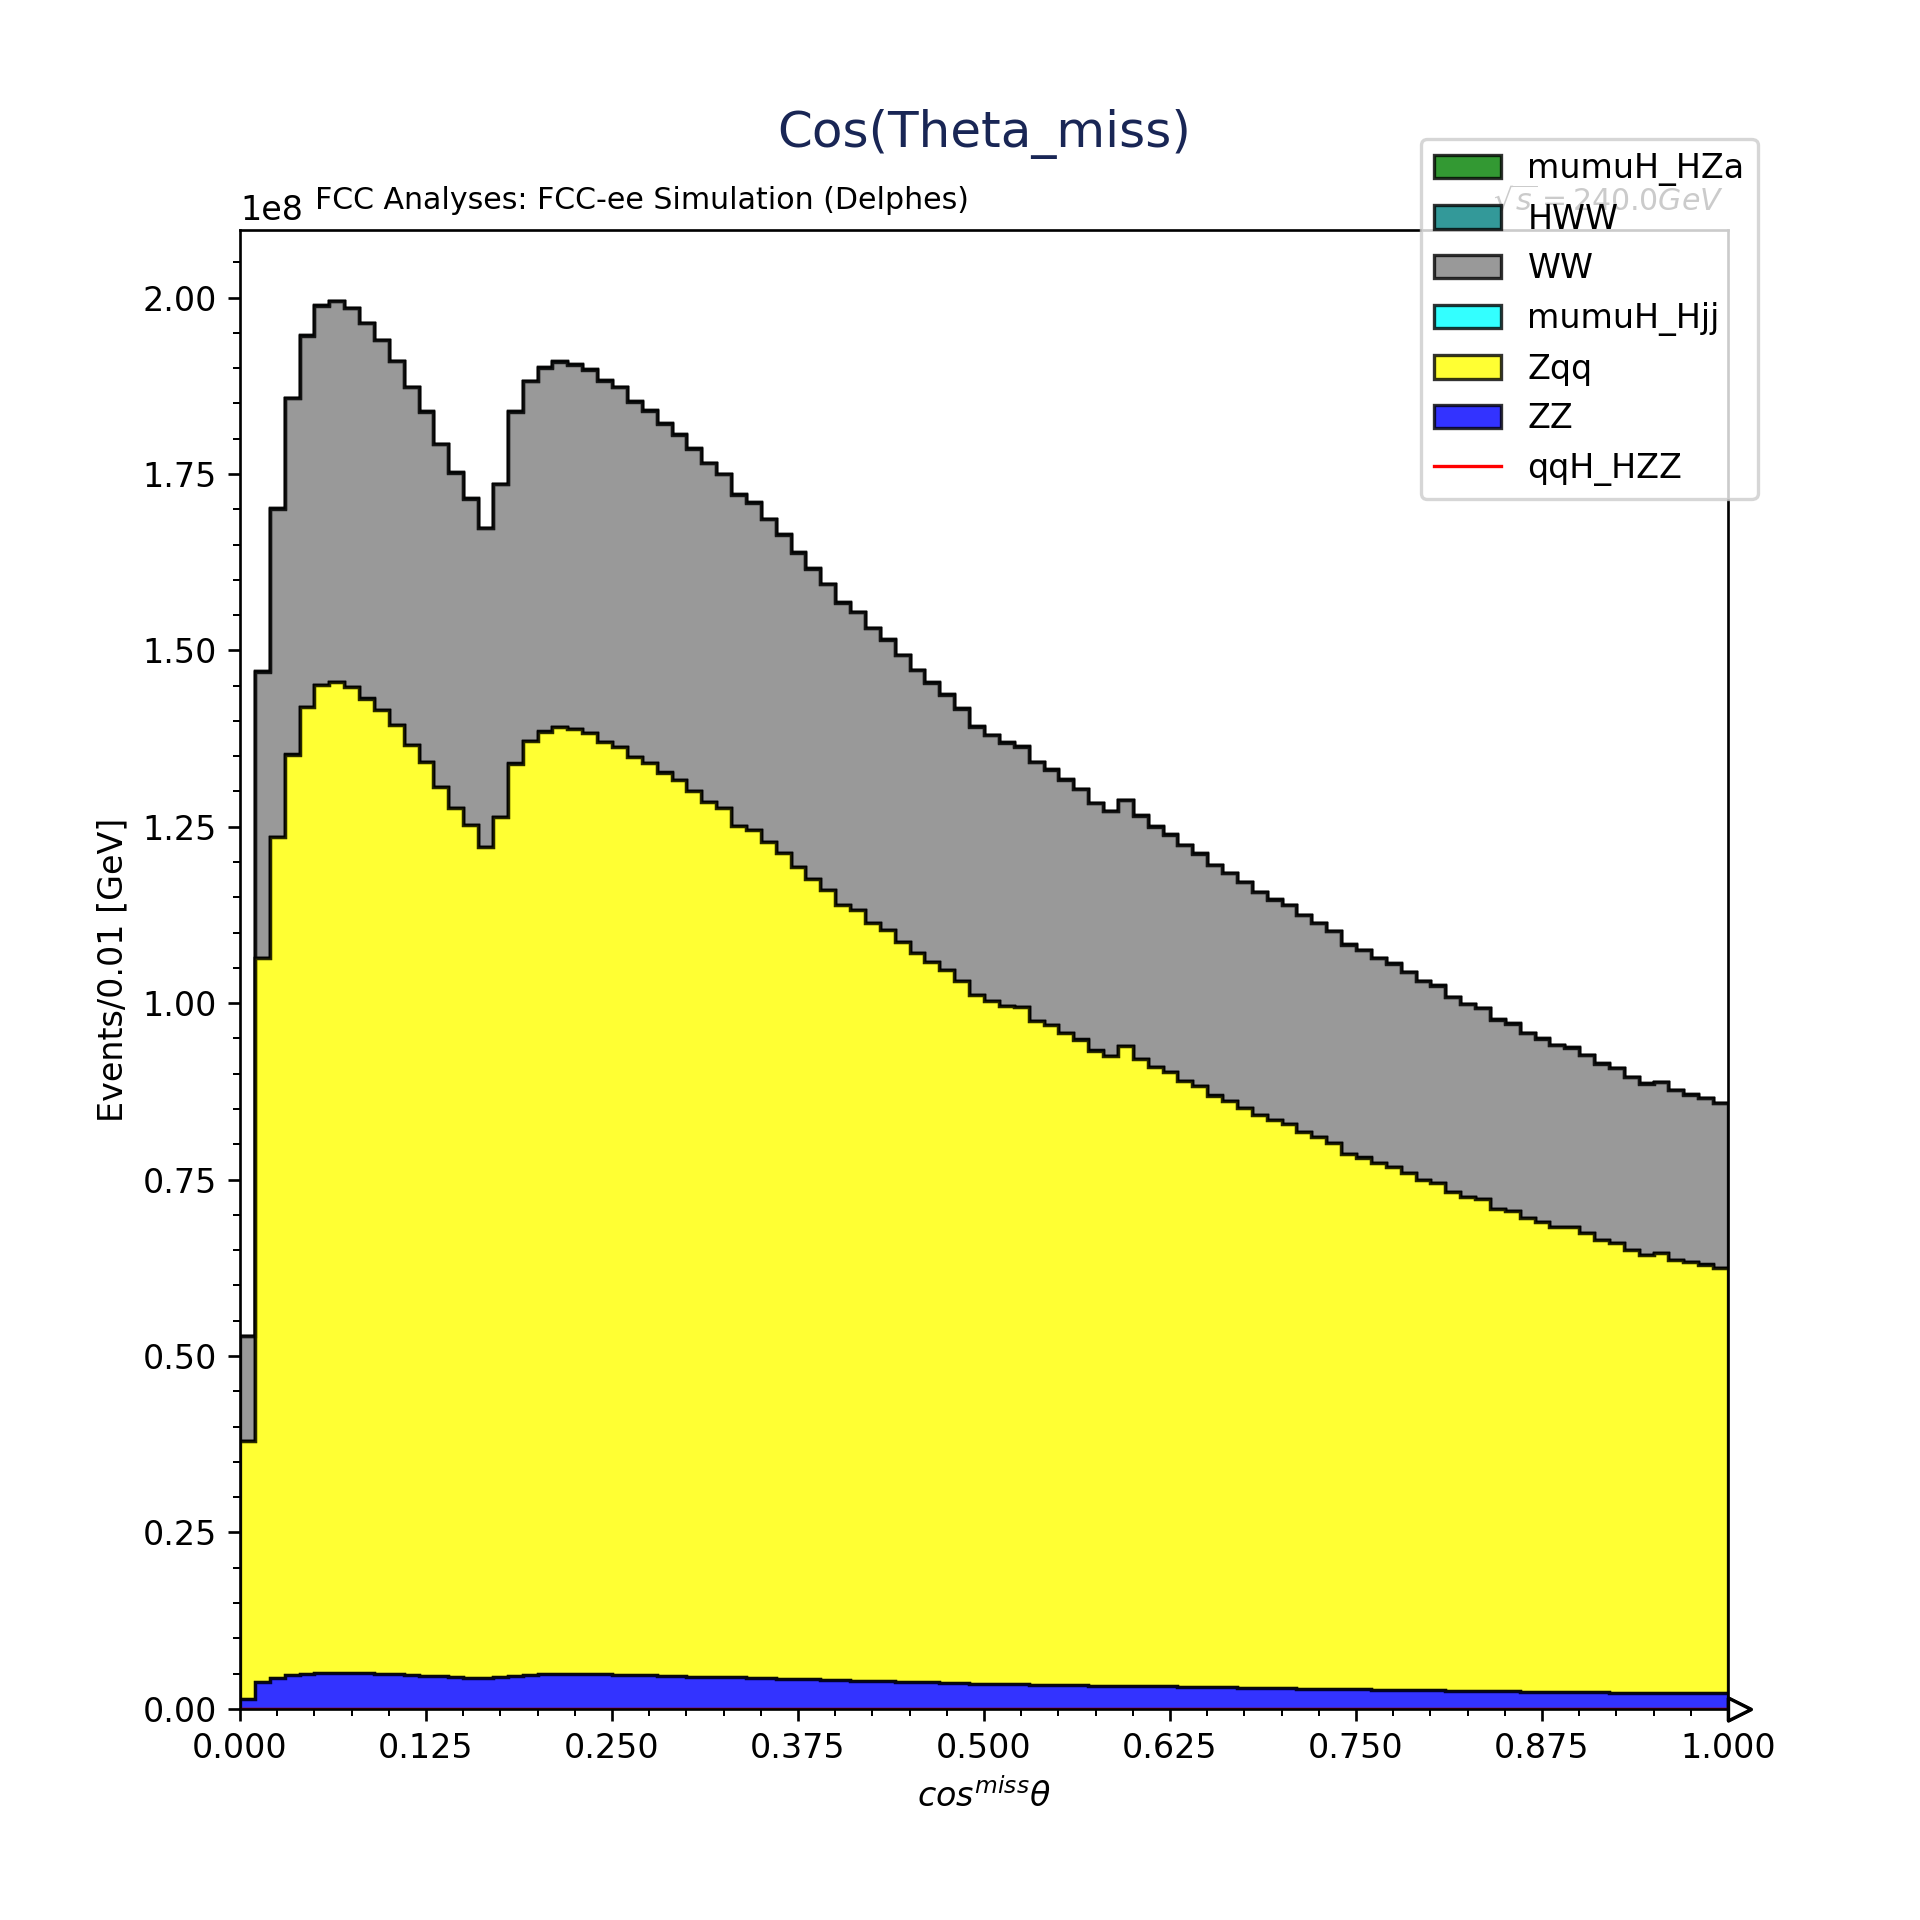 Cos(Theta_miss)
1e8 FCC Analyses: FCC-ee Simulation (Delphes)
√s = 240.0GeV
mumuH_HZa
HWW
WW
mumuH_Hjj
Zqq
ZZ
qqH_HZZ
Events/0.01 [GeV]
2.00
1.75
1.50
1.25
1.00
0.75
0.50
0.25
0.00
0.000 0.125 0.250 0.375 0.500 0.625 0.750 0.875 1.000
cos^miss θ